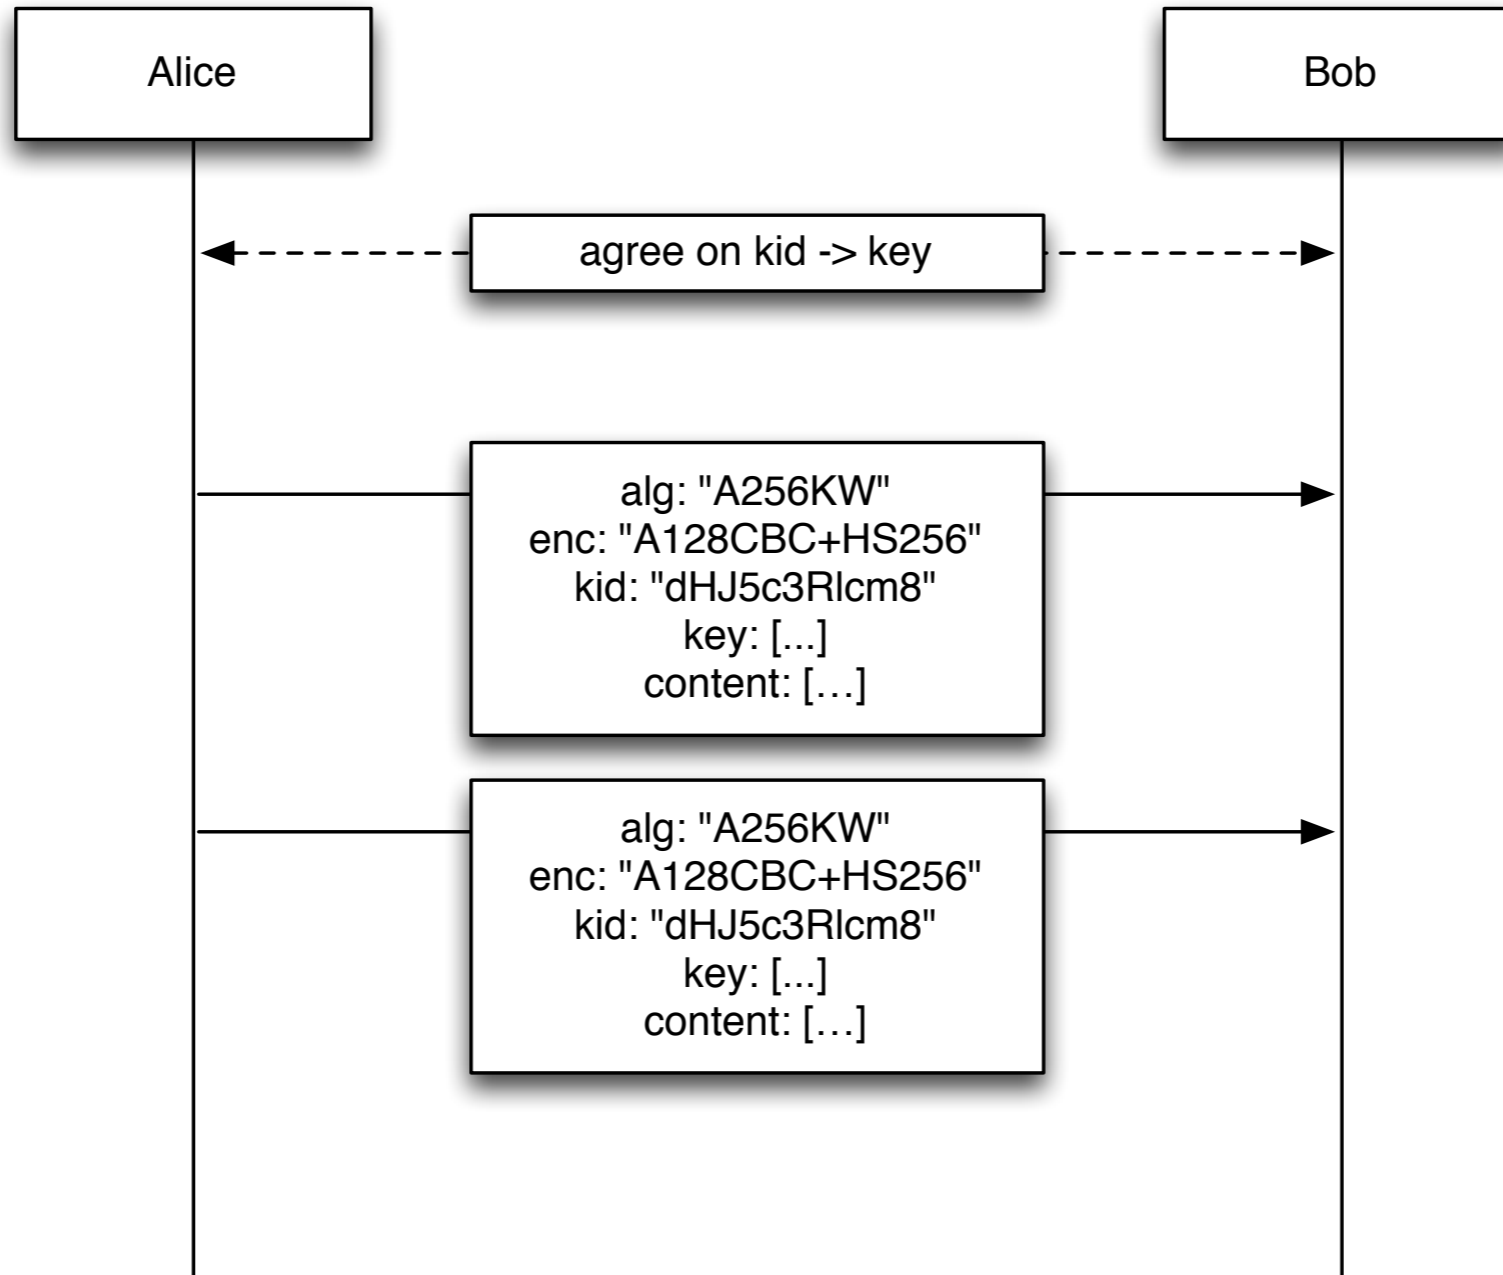 Alice
Bob
agree on kid -> key
alg: "A256KW"
enc: "A128CBC+HS256"
kid: "dHJ5c3Rlcm8"
key: [...]
content: […]
alg: "A256KW"
enc: "A128CBC+HS256"
kid: "dHJ5c3Rlcm8"
key: [...]
content: […]